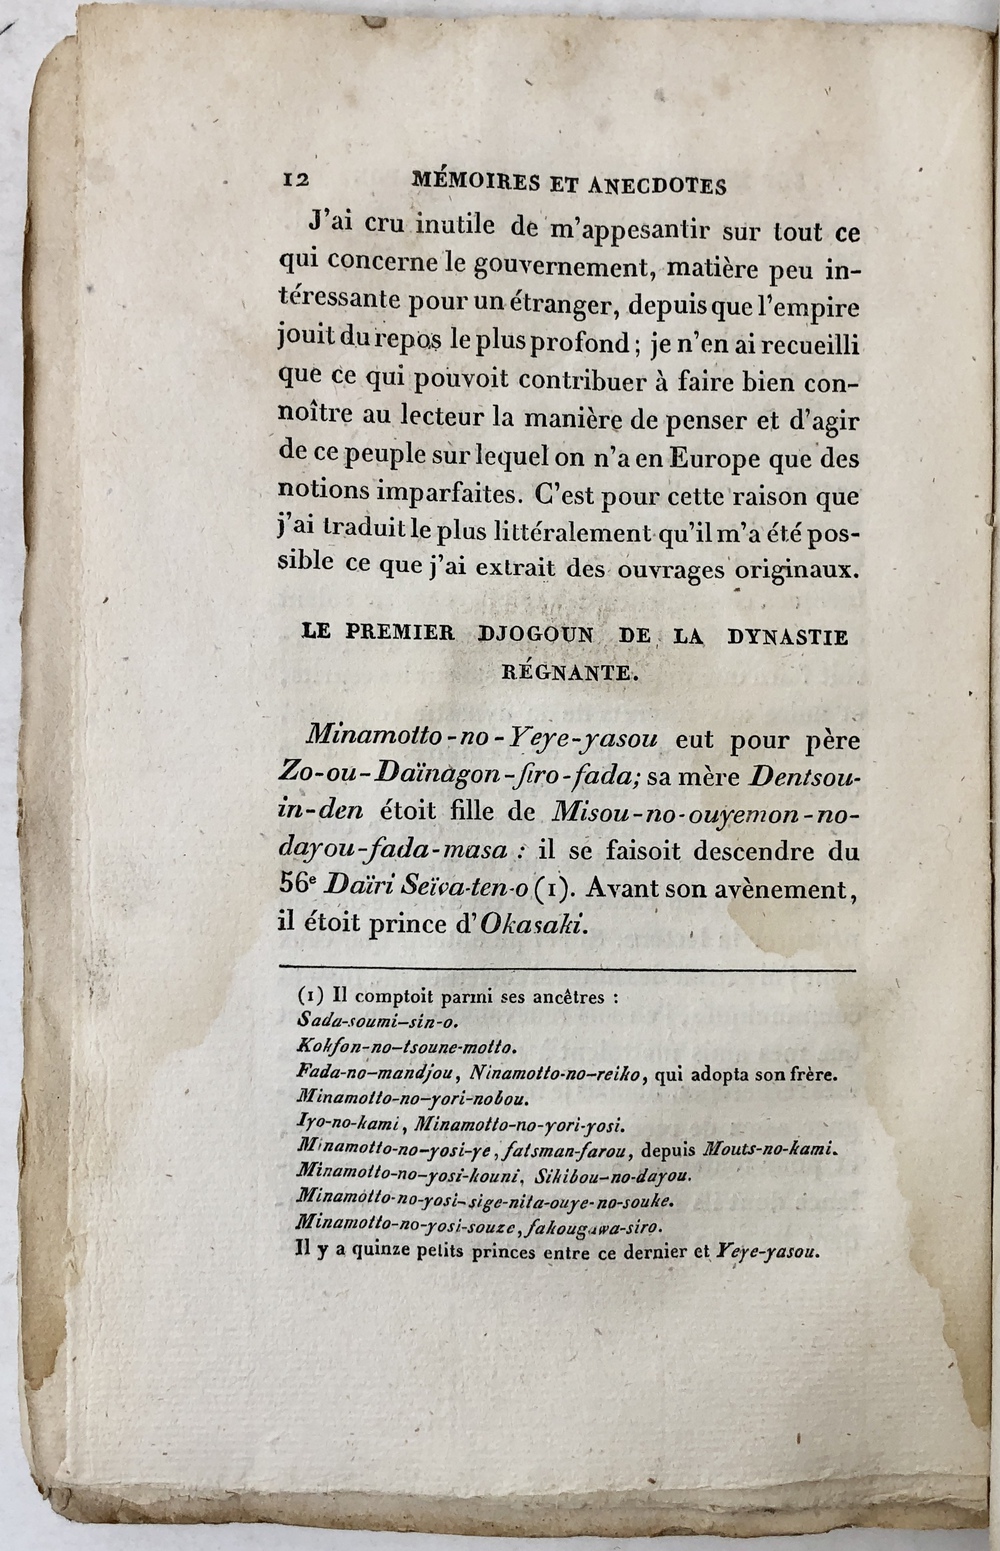 12 MÉMOIRES ET ANECDOTES
J'ai cru inutile de m'appesantir sur tout ce
qui concerne le gouvernement, matière peu in-
téressante pour un étranger, depuis que l'empire
jouit du repos le plus profond ; je n'en ai recueilli
que ce qui pouvoit contribuer à faire bien con-
noître au lecteur la manière de penser et d'agir
de ce peuple sur lequel on n'a en Europe que des
notions imparfaites. C'est pour cette raison que
j'ai traduit le plus littéralement qu'il m'a été pos-
sible ce que j'ai extrait des ouvrages originaux.
LE PREMIER DJOGOUN DE LA DYNASTIE
RÉGNANTE.
Minamotto-no-Yeye-yasou eut pour père
Zo-ou-Daïnagon-firo-fada; sa mère Dentsou-
in-den étoit fille de Misou-no-ouyemon-no-
dayou-fada-masa : il se faisoit descendre du
56e Daïri Seïva-ten-o (1). Avant son avènement,
il étoit prince d'Okasaki.
(1) Il comptoit parmi ses ancêtres :
Sada-soumi-sin-o.
Kokfon-no-tsoune-motto.
Fada-no-mandjou, Ninamotto-no-reiko, qui adopta son frère.
Minamotto-no-yori-nobou.
Iyo-no-kami, Minamotto-no-yori-yosi.
Minamotto-no-yosi-ye, fatsman-farou, depuis Mouts-no-kami.
Minamotto-no-yosi-kouni, Sikibou-no-dayou.
Minamotto-no-yosi-sige-nita-ouye-no-souke.
Minamotto-no-yosi-souze, fakougawa-siro.
Il y a quinze petits princes entre ce dernier et Yeye-yasou.